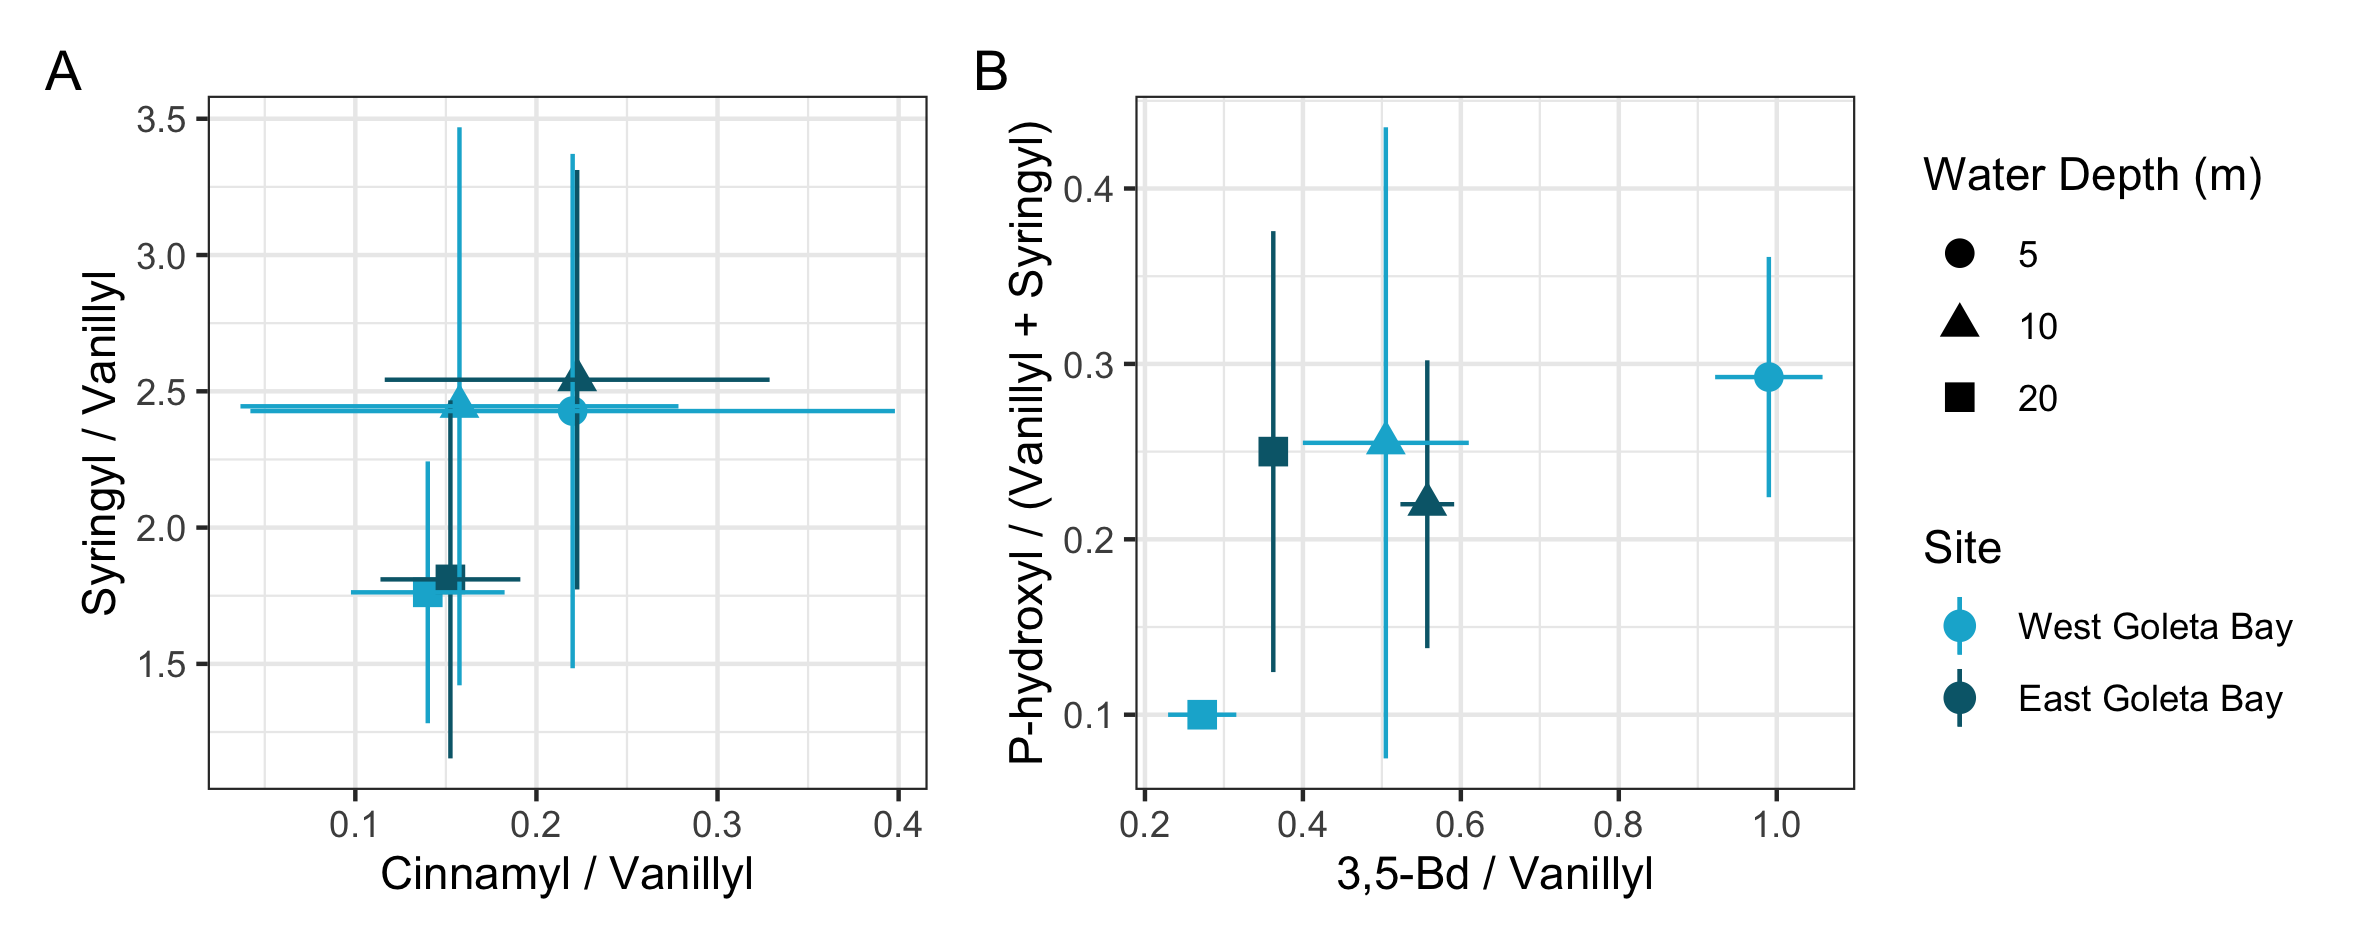 A
Syringyl / Vanillyl
3.5
3.0
2.5
2.0
1.5
0.1 0.2 0.3 0.4
Cinnamyl / Vanillyl
B
P-hydroxyl / (Vanillyl + Syringyl)
0.4
0.3
0.2
0.1
0.2 0.4 0.6 0.8 1.0
3,5-Bd / Vanillyl
Water Depth (m)
5
10
20
Site
West Goleta Bay
East Goleta Bay